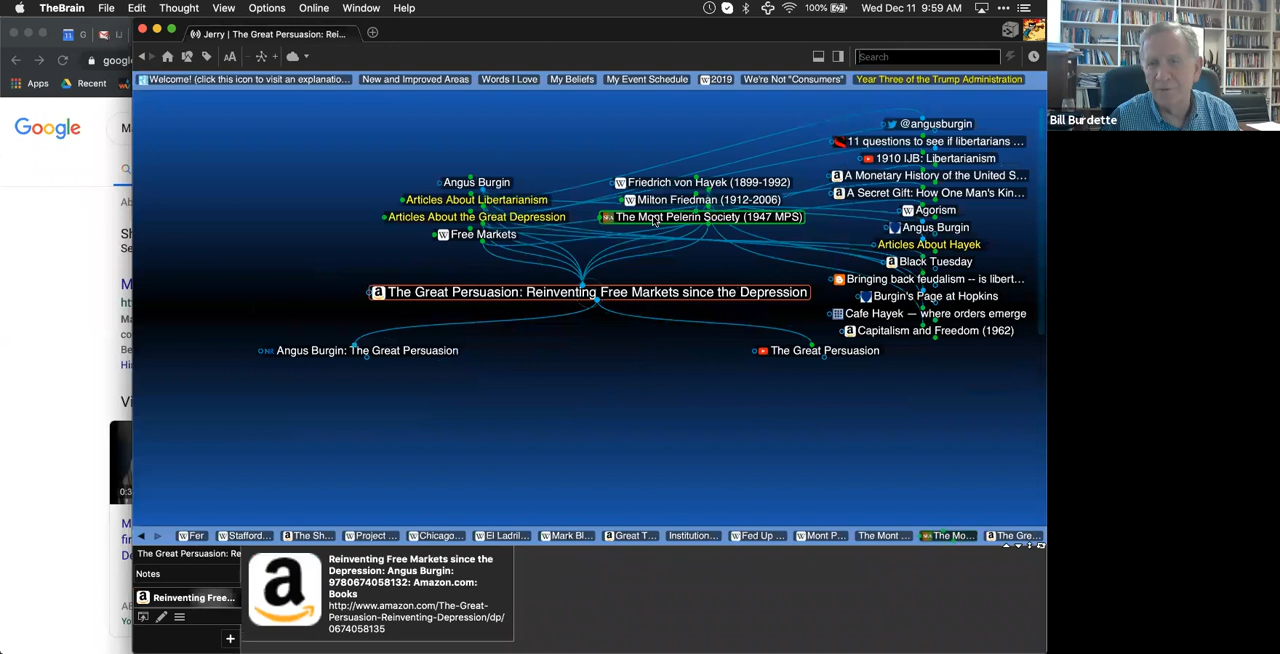 TheBrain File Edit Thought View Options Online Window Help
100% Wed Dec 11 9:59 AM
Jerry | The Great Persuasion: Rei...
AA
Search
googl
Apps
Recent
Welcome! (click this icon to visit an explanatio...
New and Improved Areas
Words I Love
My Beliefs
My Event Schedule
2019
We're Not "Consumers"
Year Three of the Trump Administration
Google
Bill Burdette
@angusburgin
11 questions to see if libertarians ...
1910 IJB: Libertarianism
A Monetary History of the United S...
A Secret Gift: How One Man's Kin...
Agorism
Angus Burgin
Articles About Hayek
Black Tuesday
Bringing back feudalism -- is libert...
Burgin's Page at Hopkins
Cafe Hayek — where orders emerge
Capitalism and Freedom (1962)
Angus Burgin
Articles About Libertarianism
Articles About the Great Depression
Free Markets
Friedrich von Hayek (1899-1992)
Milton Friedman (1912-2006)
The Mont Pelerin Society (1947 MPS)
The Great Persuasion: Reinventing Free Markets since the Depression
Angus Burgin: The Great Persuasion
The Great Persuasion
Fer
Stafford...
The Sh...
Project ...
Chicago...
El Ladril...
Mark Bl...
Great T...
Institution...
Fed Up ...
Mont P...
The Mont ...
The Mo...
The Gre...
The Great Persuasion: Re
Notes
Reinventing Free...
Reinventing Free Markets since the
Depression: Angus Burgin:
9780674058132: Amazon.com:
Books
http://www.amazon.com/The-Great-
Persuasion-Reinventing-Depression/dp/
0674058135